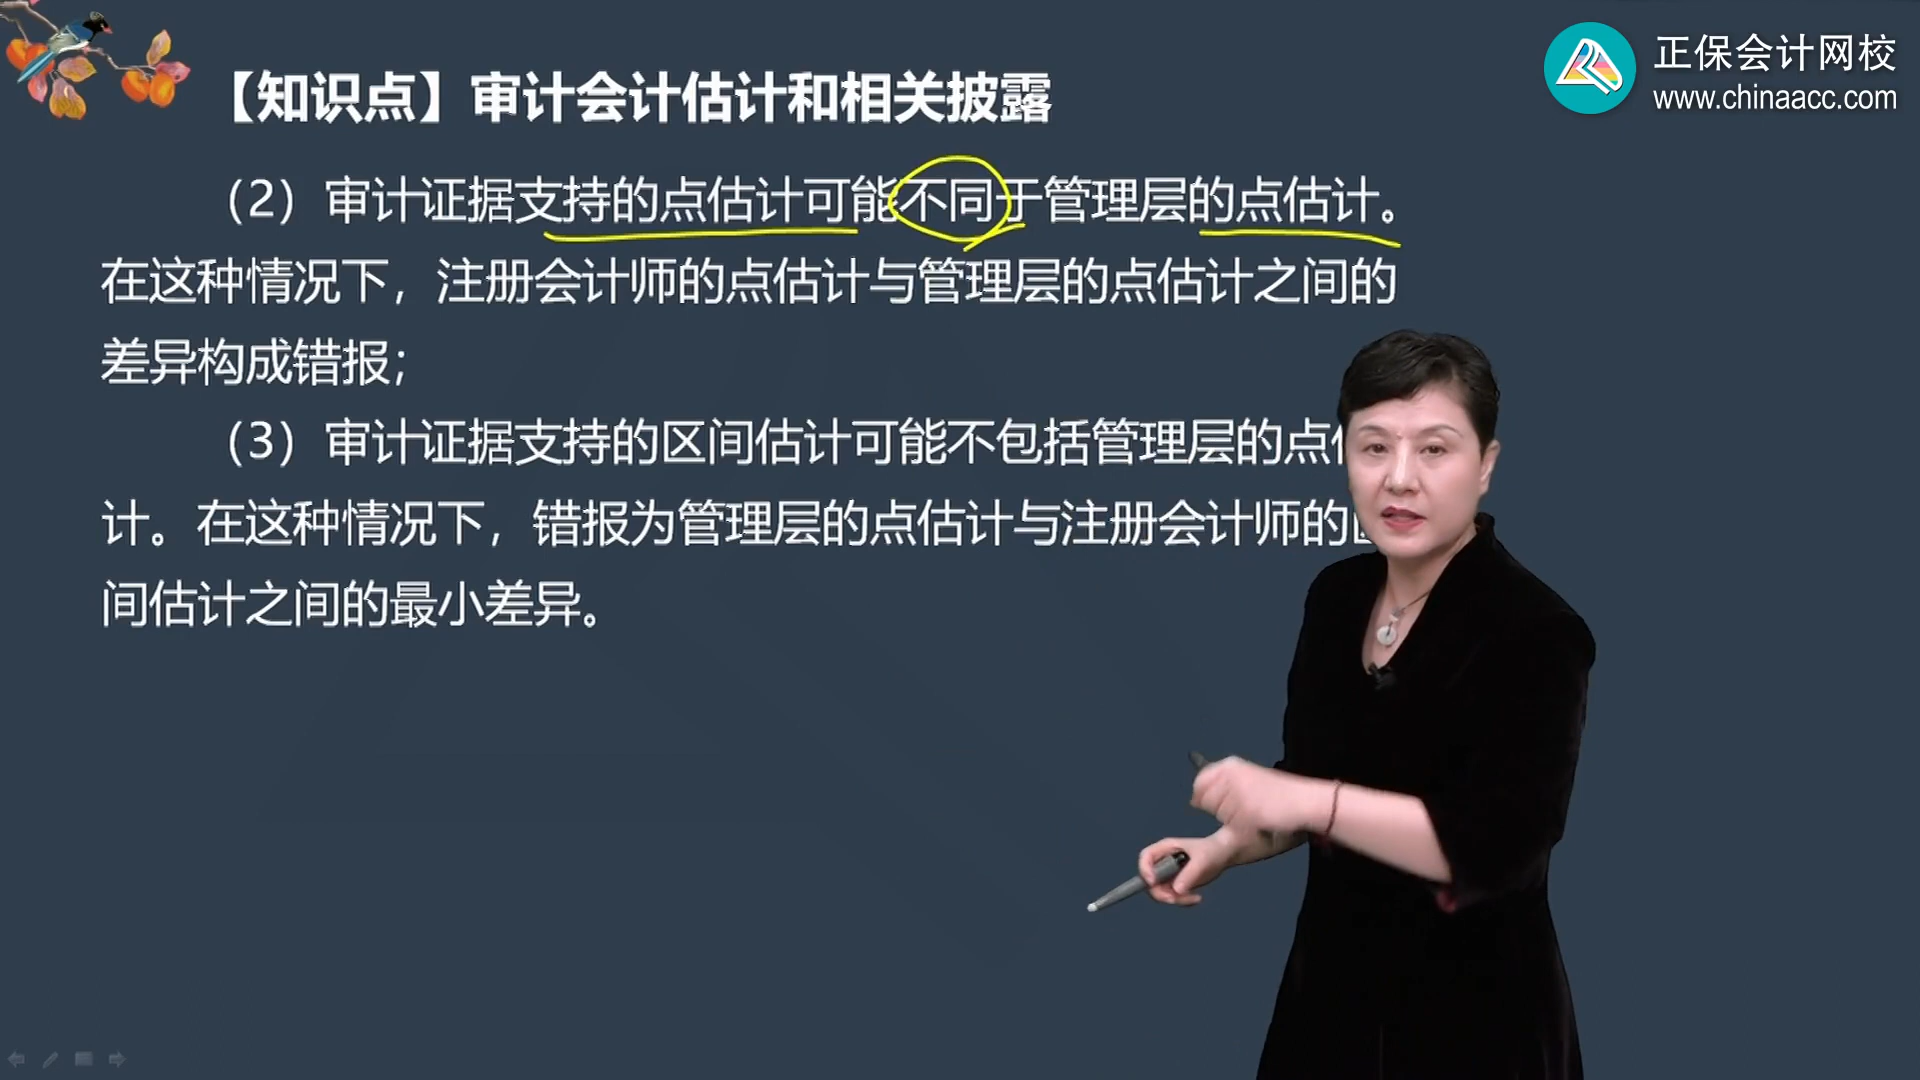 【知识点】审计会计估计和相关披露
正保会计网校
www.chinaacc.com
（2）审计证据支持的点估计可能不同于管理层的点估计。
在这种情况下，注册会计师的点估计与管理层的点估计之间的
差异构成错报；
（3）审计证据支持的区间估计可能不包括管理层的点
计。在这种情况下，错报为管理层的点估计与注册会计师的
间估计之间的最小差异。